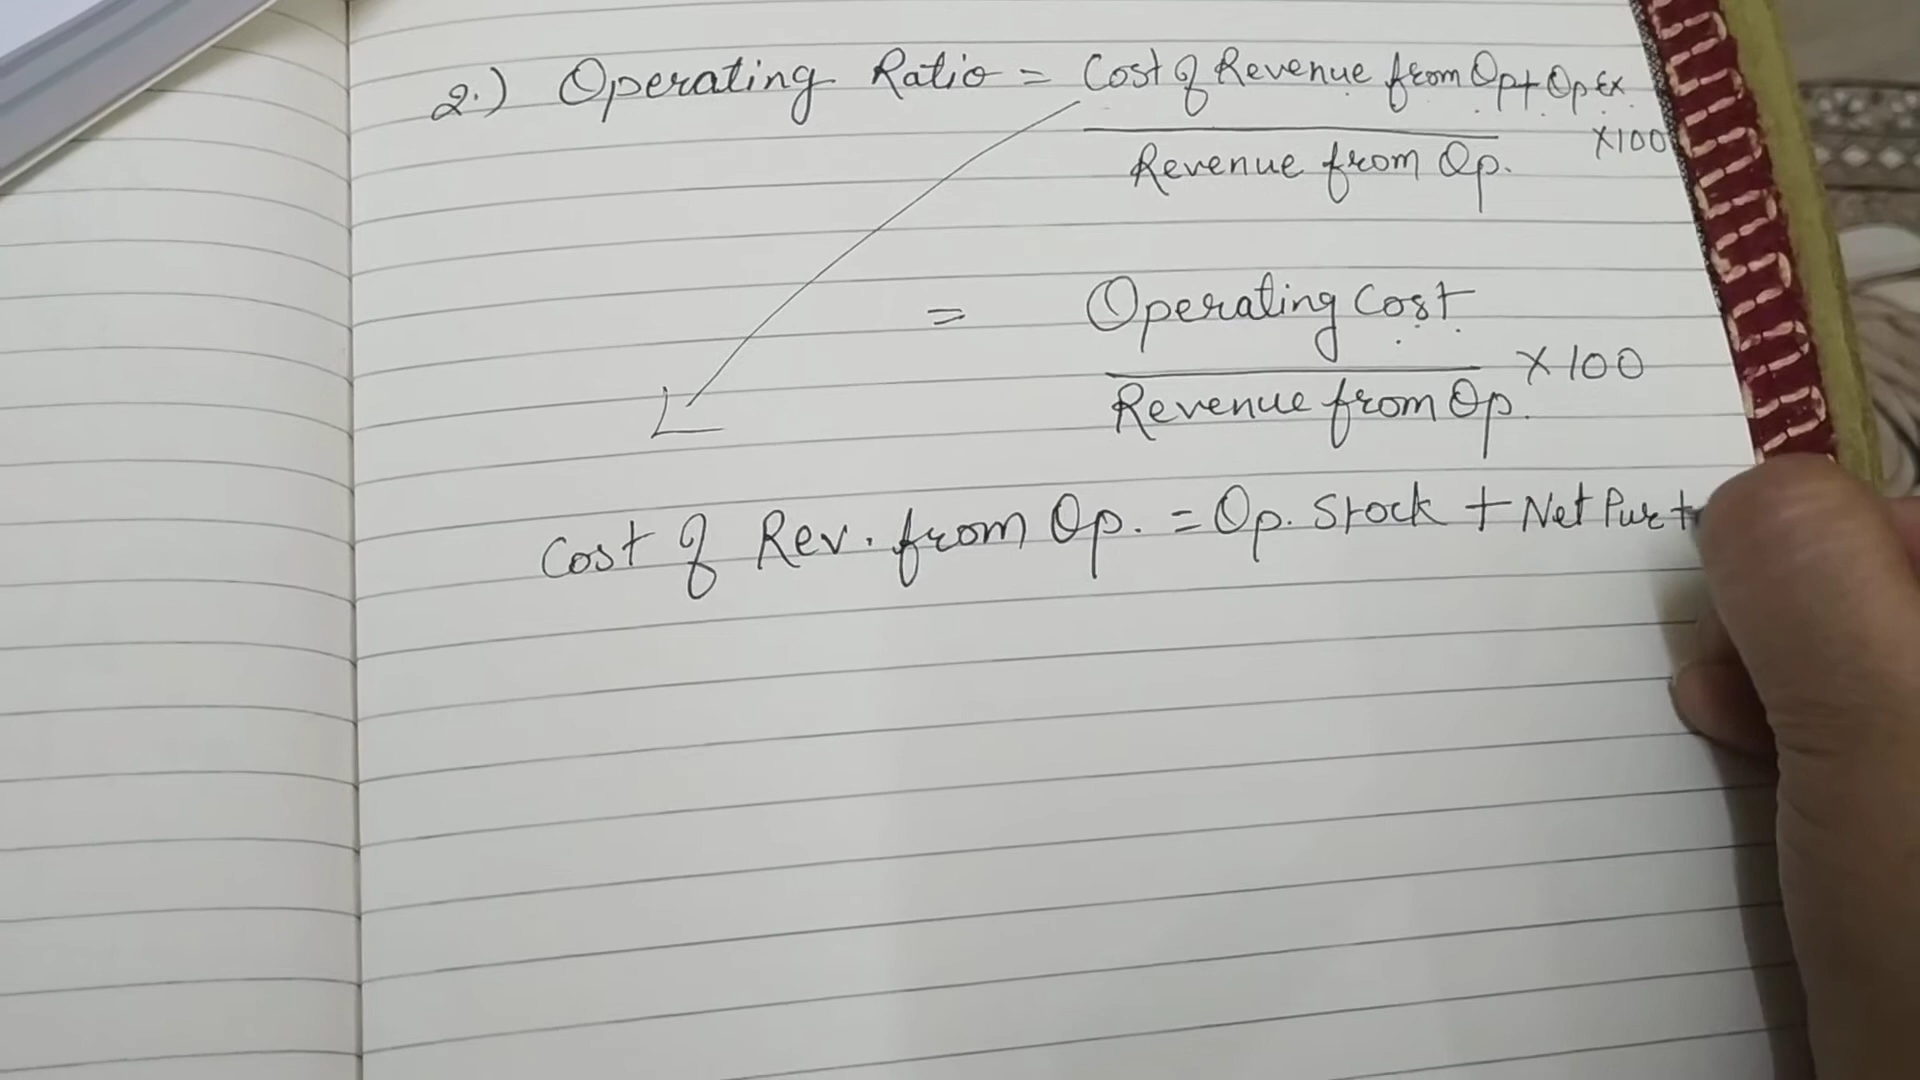 2.) Operating Ratio = Cost of Revenue from Op + Op Ex.
Revenue from Op. X100
= Operating Cost
Revenue from Op. X 100
Cost of Rev. from Op. = Op. Stock + Net Pur +